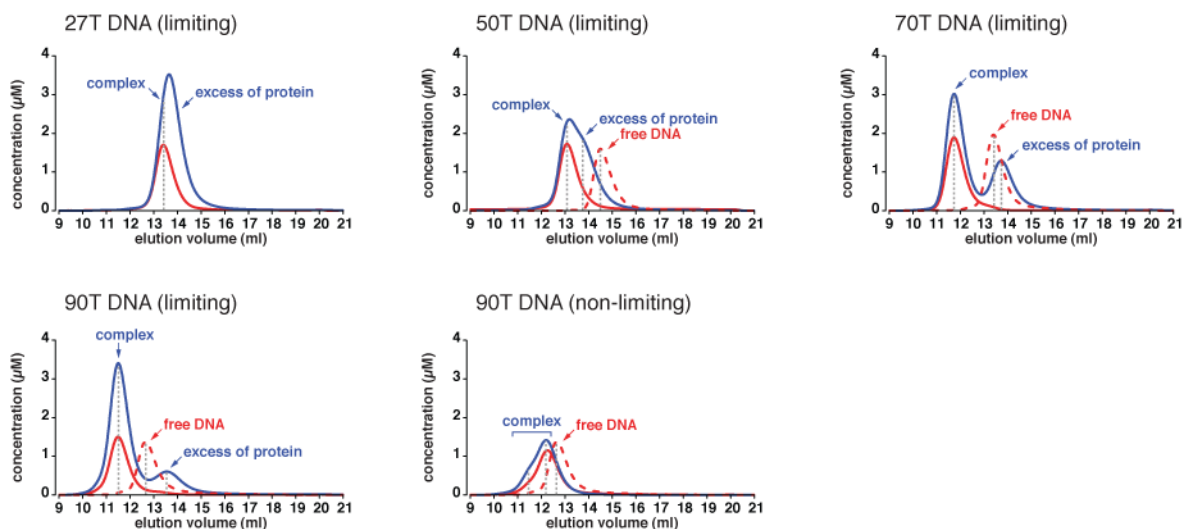 27T DNA (limiting)
50T DNA (limiting)
70T DNA (limiting)
concentration (µM)
4
3
2
1
0
complex
excess of protein
9 10 11 12 13 14 15 16 17 18 19 20 21
elution volume (ml)
concentration (µM)
4
3
2
1
0
complex
excess of protein
free DNA
9 10 11 12 13 14 15 16 17 18 19 20 21
elution volume (ml)
concentration (µM)
4
3
2
1
0
complex
free DNA
excess of protein
9 10 11 12 13 14 15 16 17 18 19 20 21
elution volume (ml)
90T DNA (limiting)
90T DNA (non-limiting)
concentration (µM)
4
3
2
1
0
complex
free DNA
excess of protein
9 10 11 12 13 14 15 16 17 18 19 20 21
elution volume (ml)
concentration (µM)
4
3
2
1
0
complex
free DNA
9 10 11 12 13 14 15 16 17 18 19 20 21
elution volume (ml)